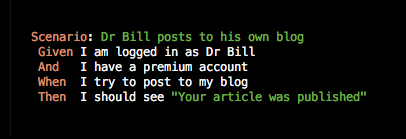 Scenario: Dr Bill posts to his own blog
Given I am logged in as Dr Bill
And I have a premium account
When I try to post to my blog
Then I should see "Your article was published"